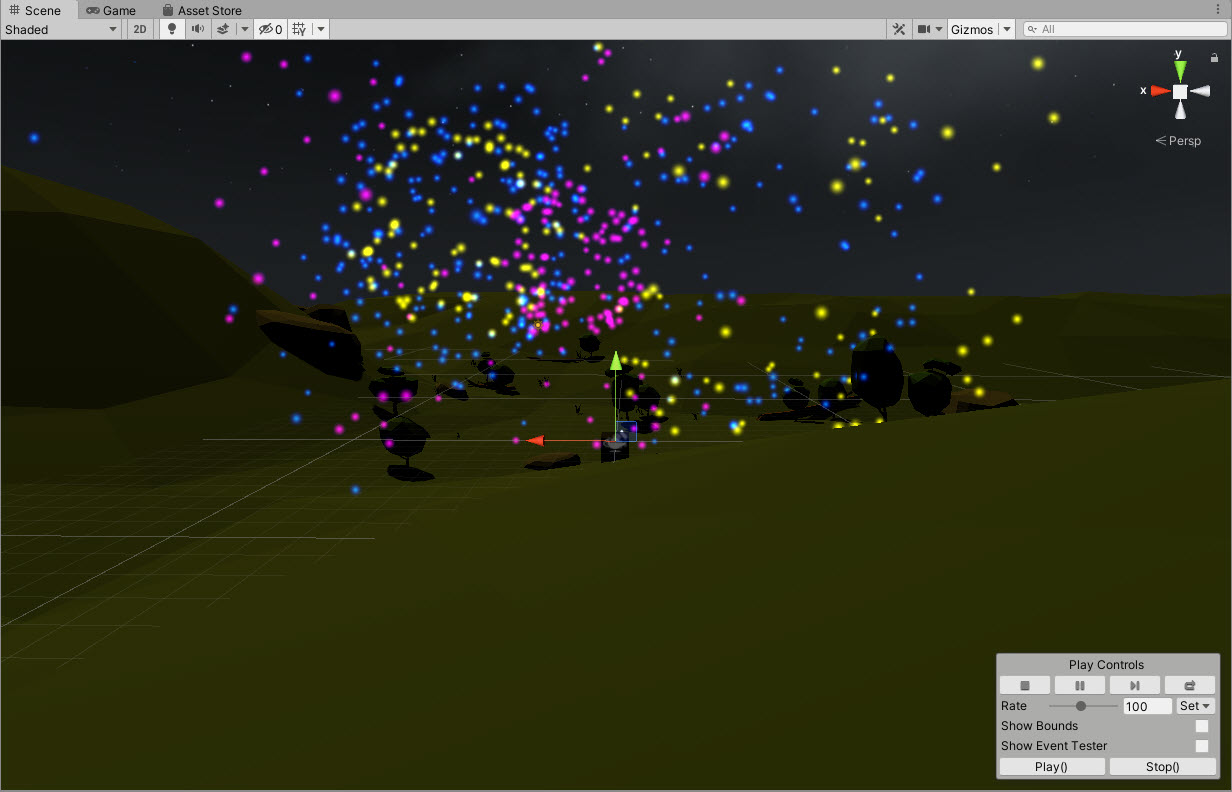 Scene Game Asset Store
Shaded 2D 0 Gizmos All
y
x
Persp
Play Controls
Rate 100 Set
Show Bounds
Show Event Tester
Play() Stop()